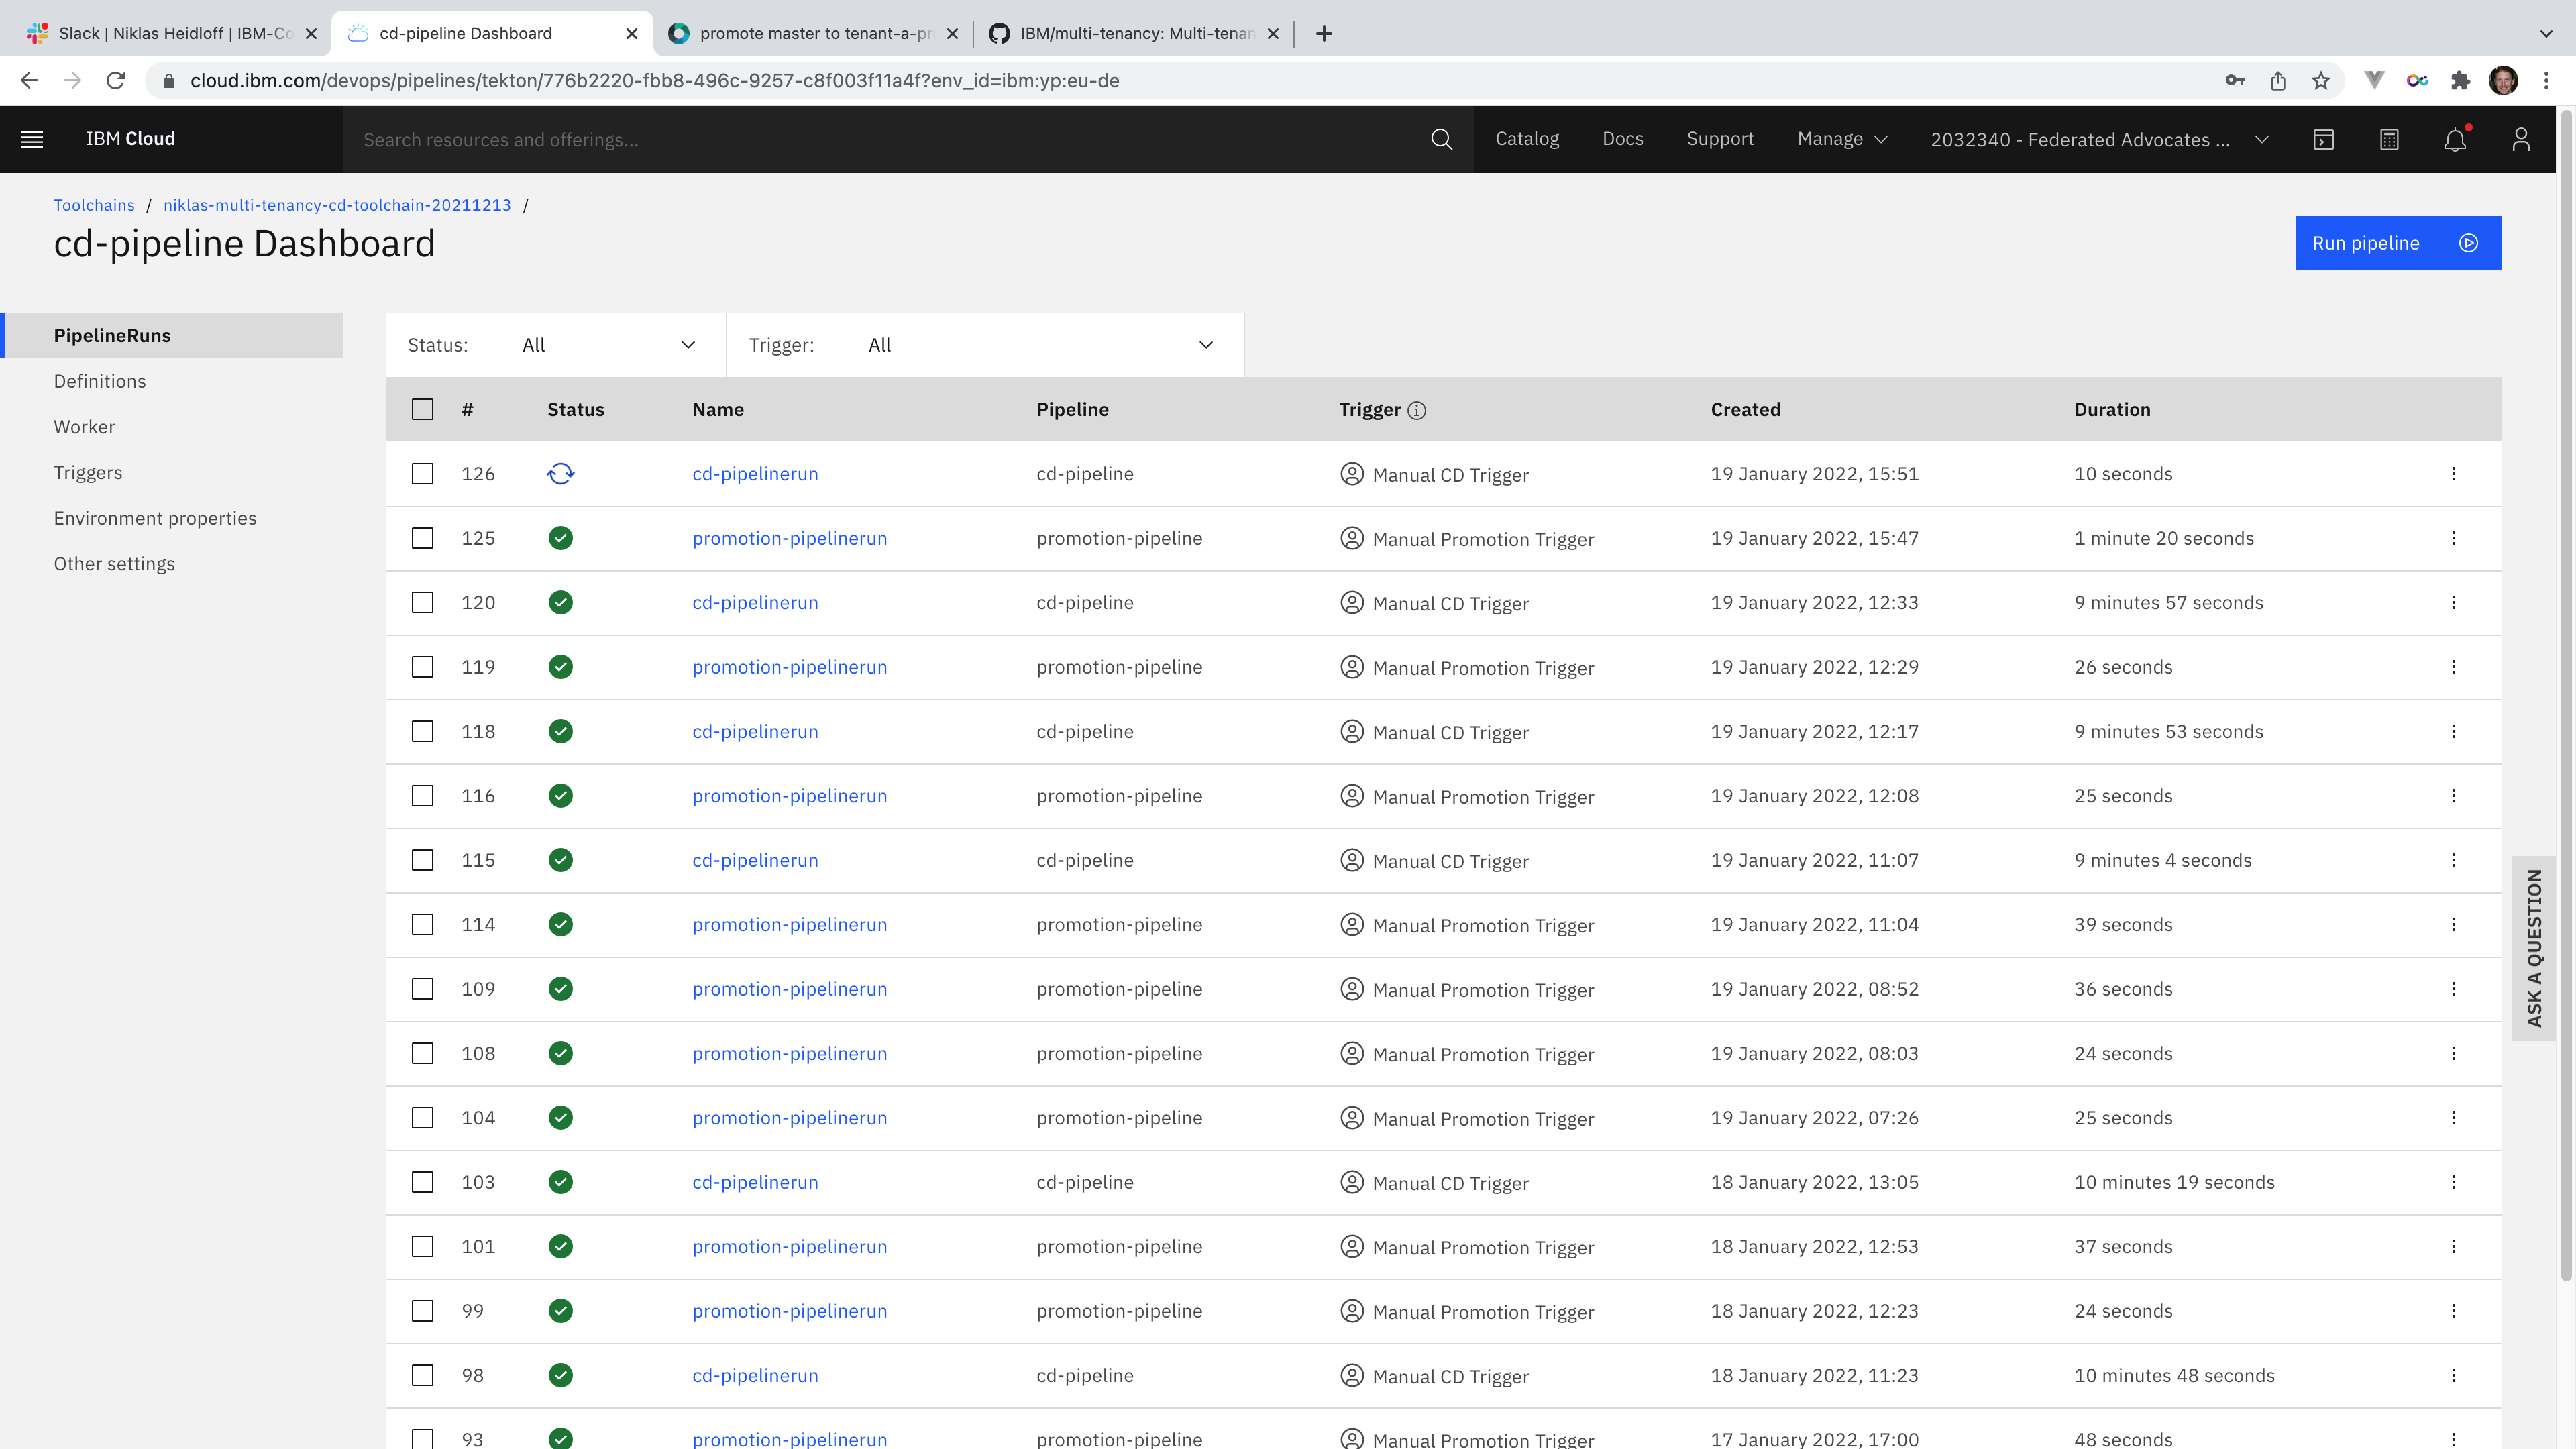 Slack | Niklas Heidloff | IBM-Co
cd-pipeline Dashboard
promote master to tenant-a-pr
IBM/multi-tenancy: Multi-tenan
cloud.ibm.com/devops/pipelines/tekton/776b2220-fbb8-496c-9257-c8f003f11a4f?env_id=ibm:yp:eu-de
IBM Cloud
Search resources and offerings...
Catalog
Docs
Support
Manage
2032340 - Federated Advocates ...
Toolchains / niklas-multi-tenancy-cd-toolchain-20211213 /
cd-pipeline Dashboard
Run pipeline
PipelineRuns
Definitions
Worker
Triggers
Environment properties
Other settings
Status: All
Trigger: All
# Status Name Pipeline Trigger Created Duration
126 cd-pipelinerun cd-pipeline Manual CD Trigger 19 January 2022, 15:51 10 seconds
125 promotion-pipelinerun promotion-pipeline Manual Promotion Trigger 19 January 2022, 15:47 1 minute 20 seconds
120 cd-pipelinerun cd-pipeline Manual CD Trigger 19 January 2022, 12:33 9 minutes 57 seconds
119 promotion-pipelinerun promotion-pipeline Manual Promotion Trigger 19 January 2022, 12:29 26 seconds
118 cd-pipelinerun cd-pipeline Manual CD Trigger 19 January 2022, 12:17 9 minutes 53 seconds
116 promotion-pipelinerun promotion-pipeline Manual Promotion Trigger 19 January 2022, 12:08 25 seconds
115 cd-pipelinerun cd-pipeline Manual CD Trigger 19 January 2022, 11:07 9 minutes 4 seconds
114 promotion-pipelinerun promotion-pipeline Manual Promotion Trigger 19 January 2022, 11:04 39 seconds
109 promotion-pipelinerun promotion-pipeline Manual Promotion Trigger 19 January 2022, 08:52 36 seconds
108 promotion-pipelinerun promotion-pipeline Manual Promotion Trigger 19 January 2022, 08:03 24 seconds
104 promotion-pipelinerun promotion-pipeline Manual Promotion Trigger 19 January 2022, 07:26 25 seconds
103 cd-pipelinerun cd-pipeline Manual CD Trigger 18 January 2022, 13:05 10 minutes 19 seconds
101 promotion-pipelinerun promotion-pipeline Manual Promotion Trigger 18 January 2022, 12:53 37 seconds
99 promotion-pipelinerun promotion-pipeline Manual Promotion Trigger 18 January 2022, 12:23 24 seconds
98 cd-pipelinerun cd-pipeline Manual CD Trigger 18 January 2022, 11:23 10 minutes 48 seconds
93 promotion-pipelinerun promotion-pipeline Manual Promotion Trigger 17 January 2022, 17:00 48 seconds
ASK A QUESTION